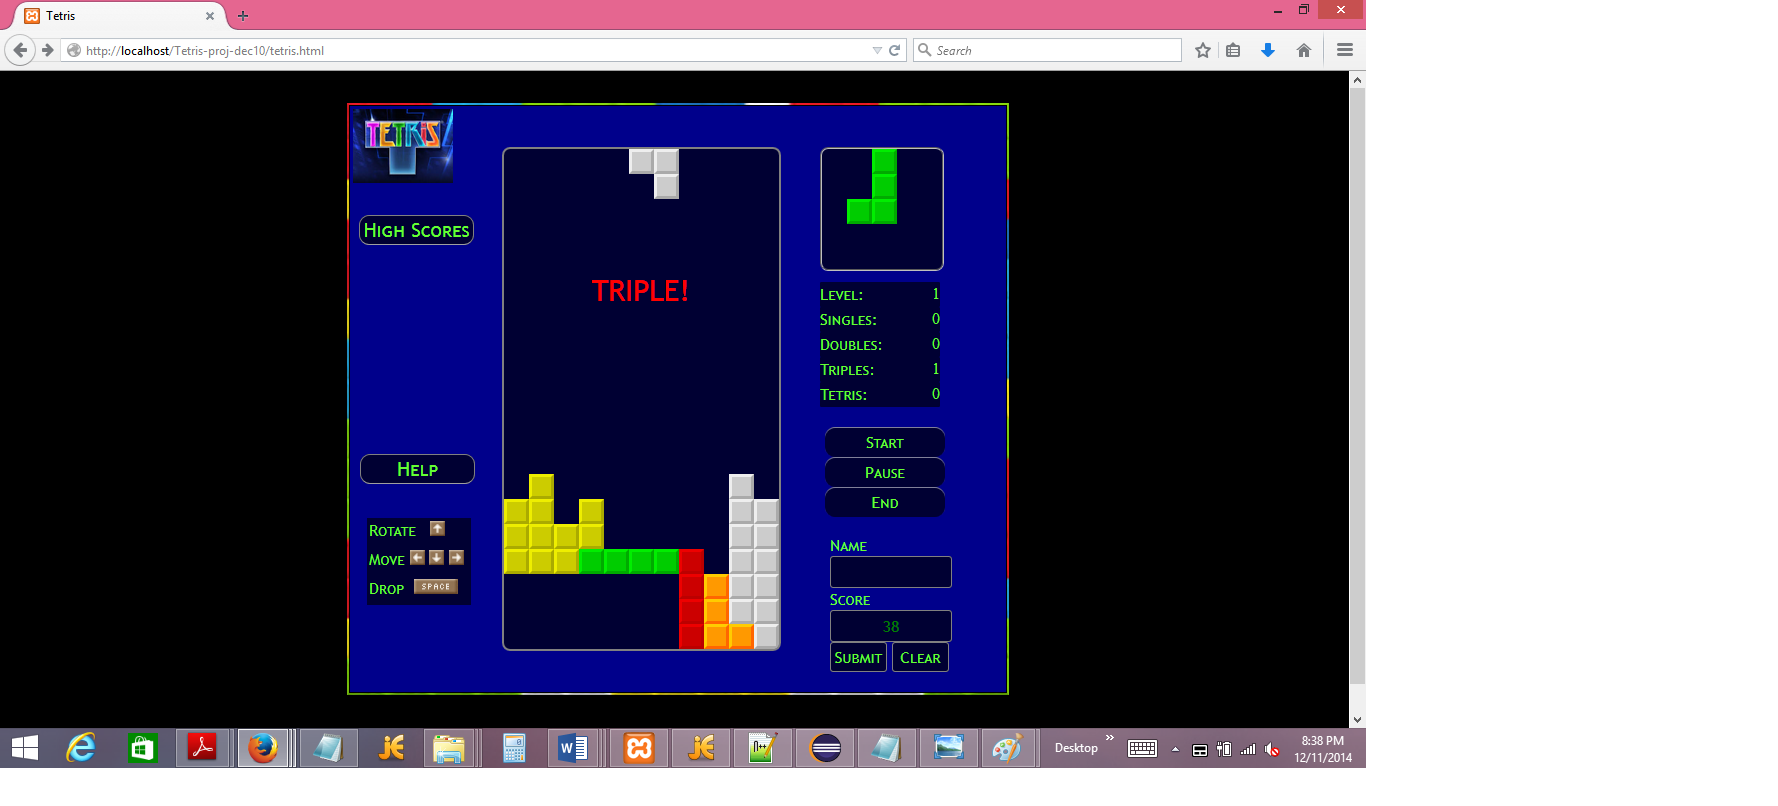 Tetris
http://localhost/Tetris-proj-dec10/tetris.html
Search
TETRIS
High Scores
TRIPLE!
Level: 1
Singles: 0
Doubles: 0
Triples: 1
Tetris: 0
Start
Pause
End
Help
Rotate
Move
Drop SPACE
Name
Score
38
Submit Clear
Desktop
8:38 PM
12/11/2014